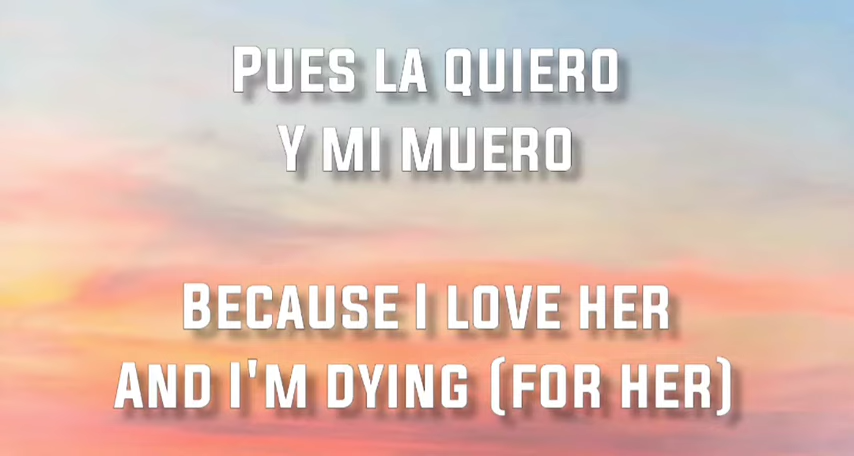 Pues la quiero
Y mi muero
Because I love her
And I'm dying (for her)